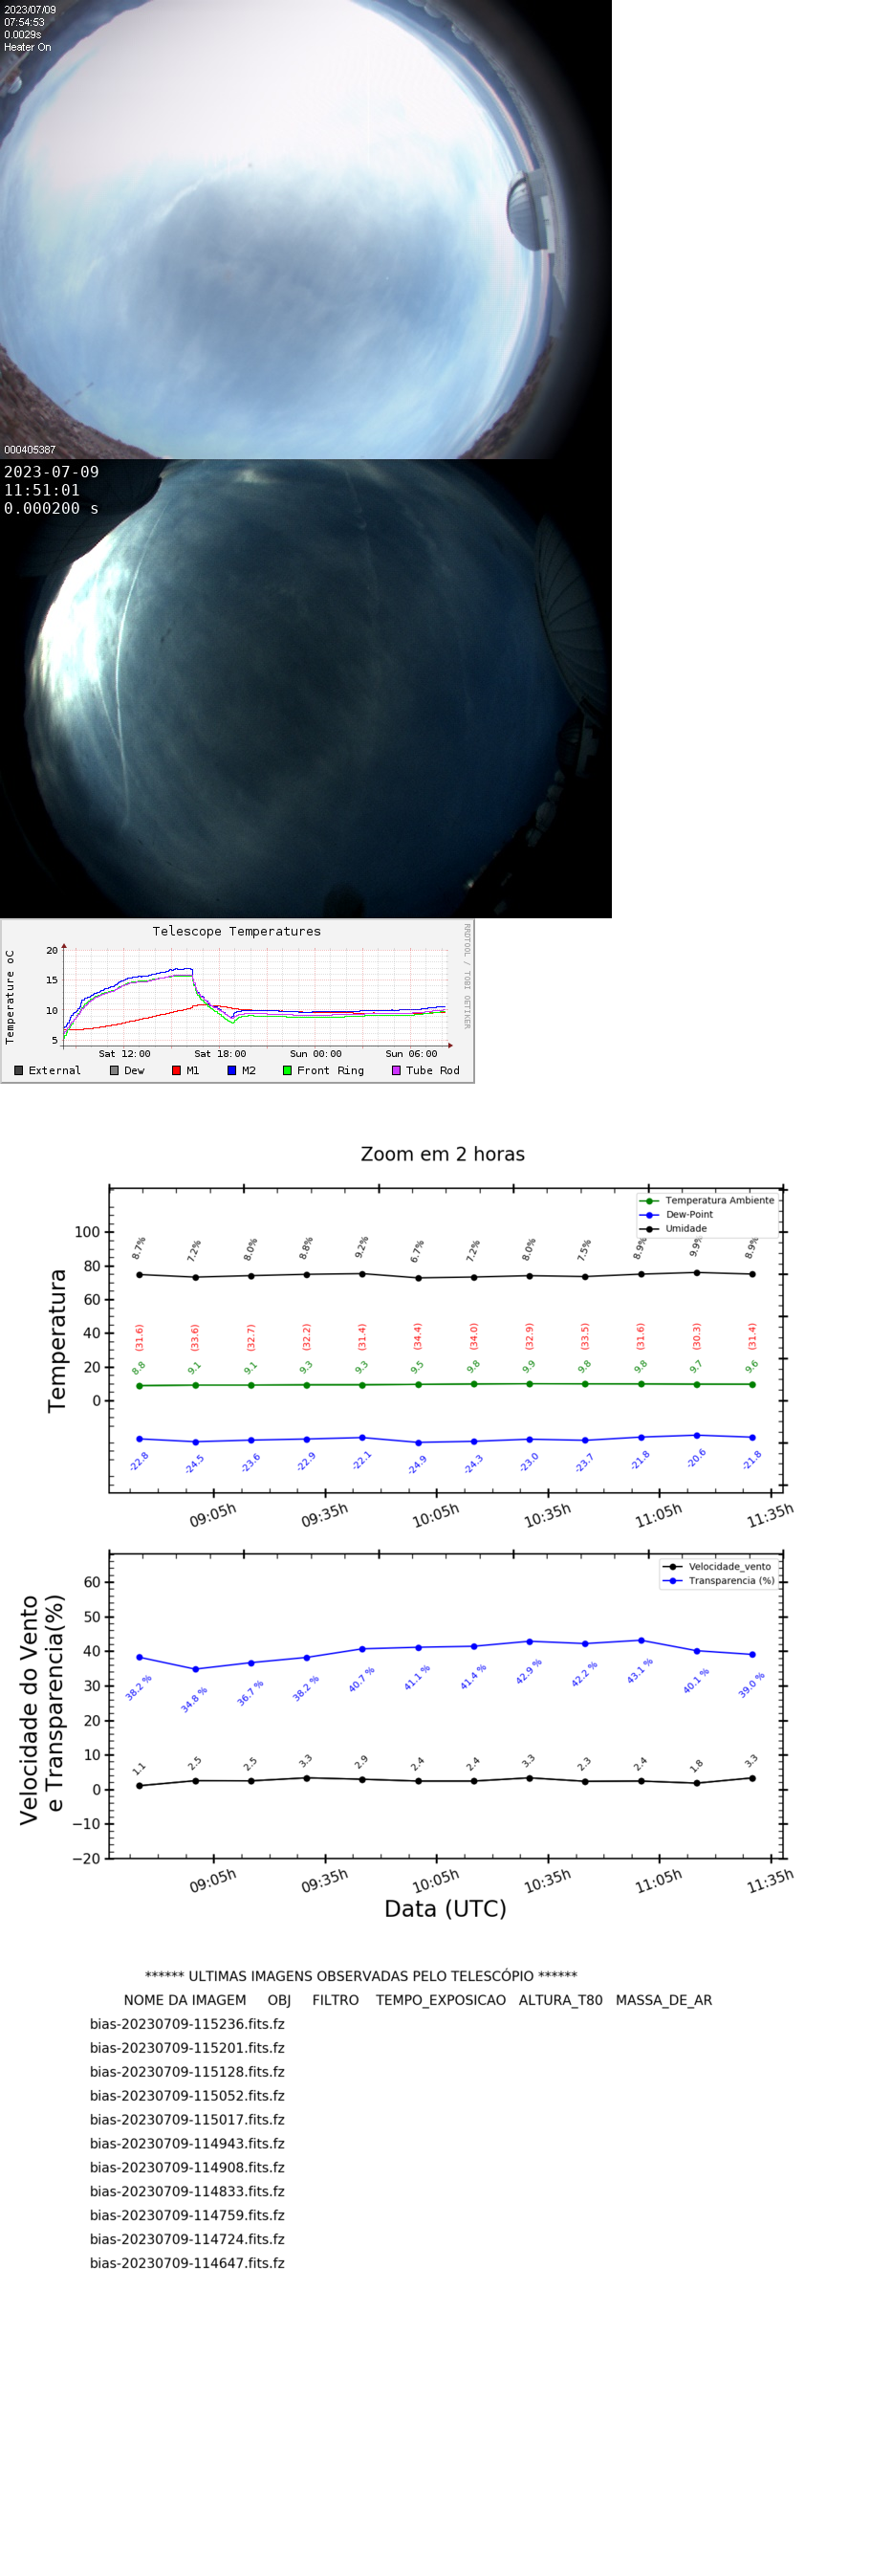 2023/07/09
07:54:53
0.0029s
Heater On
000405387
2023-07-09
11:51:01
0.000200 s
Telescope Temperatures
RRDTOOL / TOBI OETIKER
Temperature oC
20
15
10
5
Sat 12:00 Sat 18:00 Sun 00:00 Sun 06:00
External Dew M1 M2 Front Ring Tube Rod
Zoom em 2 horas
Temperatura Ambiente
Dew-Point
Umidade
Temperatura
100
80
60
40
20
0
8.7% 7.2% 8.0% 8.8% 9.2% 6.7% 7.2% 8.0% 7.5% 8.9% 9.9% 8.9%
(31.6) (33.6) (32.7) (32.2) (31.4) (34.4) (34.0) (32.9) (33.5) (31.6) (30.3) (31.4)
8.8 9.1 9.1 9.3 9.3 9.5 9.8 9.9 9.8 9.8 9.7 9.6
-22.8 -24.5 -23.6 -22.9 -22.1 -24.9 -24.3 -23.0 -23.7 -21.8 -20.6 -21.8
09:05h 09:35h 10:05h 10:35h 11:05h 11:35h
Velocidade_vento
Transparencia (%)
Velocidade do Vento
e Transparencia(%)
60
50
40
30
20
10
0
−10
−20
38.2 % 34.8 % 36.7 % 38.2 % 40.7 % 41.1 % 41.4 % 42.9 % 42.2 % 43.1 % 40.1 % 39.0 %
1.1 2.5 2.5 3.3 2.9 2.4 2.4 3.3 2.3 2.4 1.8 3.3
09:05h 09:35h 10:05h 10:35h 11:05h 11:35h
Data (UTC)
****** ULTIMAS IMAGENS OBSERVADAS PELO TELESCÓPIO ******
NOME DA IMAGEM OBJ FILTRO TEMPO_EXPOSICAO ALTURA_T80 MASSA_DE_AR
bias-20230709-115236.fits.fz
bias-20230709-115201.fits.fz
bias-20230709-115128.fits.fz
bias-20230709-115052.fits.fz
bias-20230709-115017.fits.fz
bias-20230709-114943.fits.fz
bias-20230709-114908.fits.fz
bias-20230709-114833.fits.fz
bias-20230709-114759.fits.fz
bias-20230709-114724.fits.fz
bias-20230709-114647.fits.fz